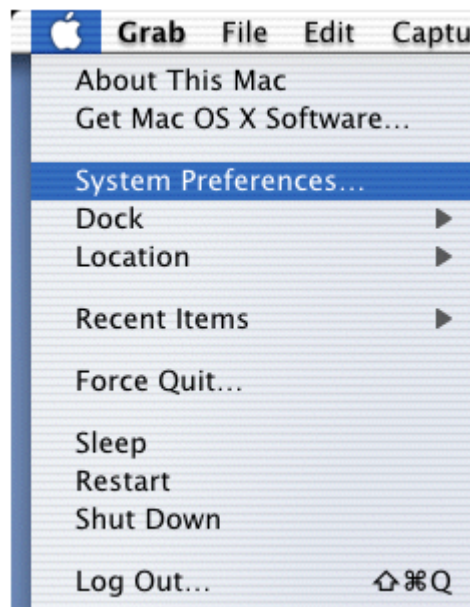 Grab File Edit Captu
About This Mac
Get Mac OS X Software...
System Preferences...
Dock
Location
Recent Items
Force Quit...
Sleep
Restart
Shut Down
Log Out... ⇧⌘Q